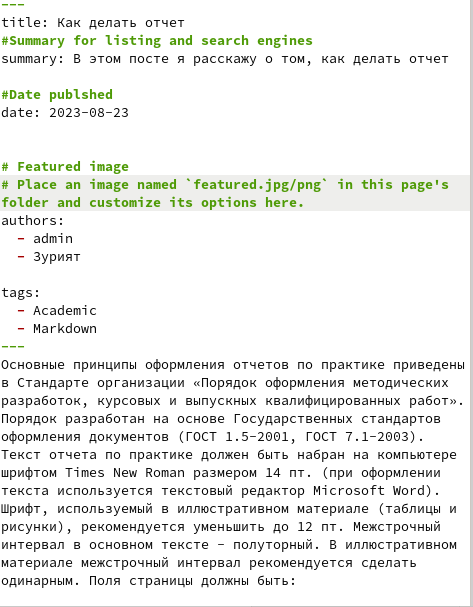 ---
title: Как делать отчет
#Summary for listing and search engines
summary: В этом посте я расскажу о том, как делать отчет
#Date publshed
date: 2023-08-23
# Featured image
# Place an image named `featured.jpg/png` in this page's
folder and customize its options here.
authors:
- admin
- Зурият
tags:
- Academic
- Markdown
---
Основные принципы оформления отчетов по практике приведены
в Стандарте организации «Порядок оформления методических
разработок, курсовых и выпускных квалифицированных работ».
Порядок разработан на основе Государственных стандартов
оформления документов (ГОСТ 1.5-2001, ГОСТ 7.1-2003).
Текст отчета по практике должен быть набран на компьютере
шрифтом Times New Roman размером 14 пт. (при оформлении
текста используется текстовый редактор Microsoft Word).
Шрифт, используемый в иллюстративном материале (таблицы и
рисунки), рекомендуется уменьшить до 12 пт. Межстрочный
интервал в основном тексте - полуторный. В иллюстративном
материале межстрочный интервал рекомендуется сделать
одинарным. Поля страницы должны быть: